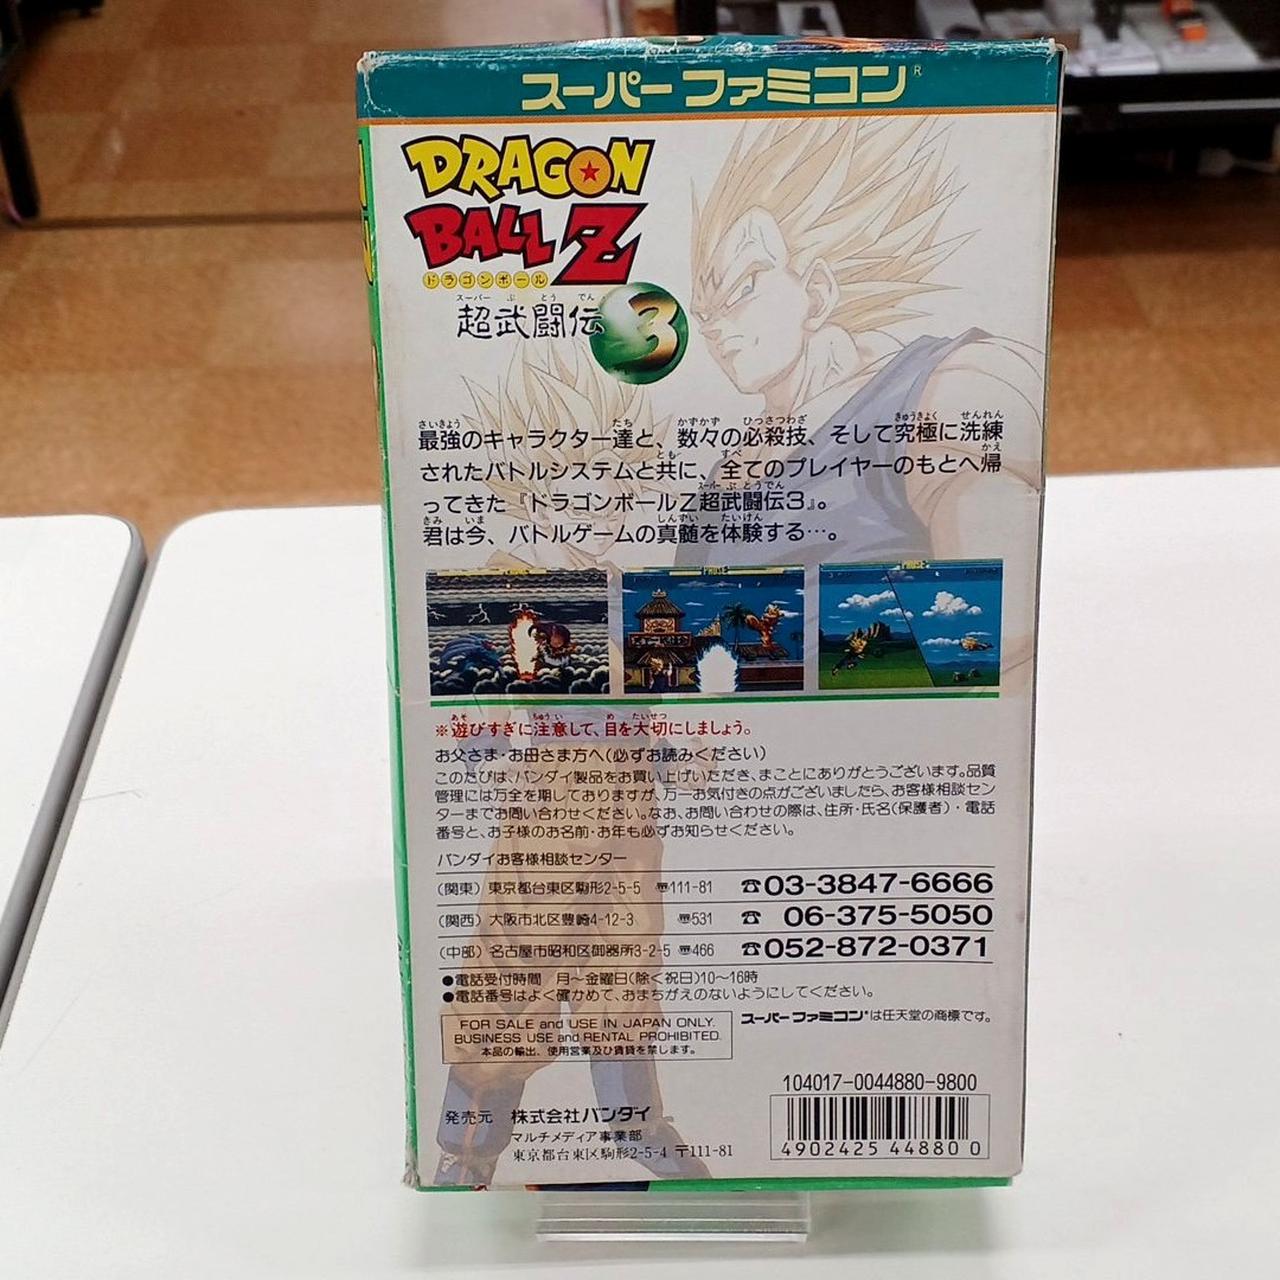 スーパーファミコン®
DRAGON
BALL Z
ドラゴンボール
スーパー ぶとうでん
超武闘伝3
最強のキャラクター達と、数々の必殺技、そして究極に洗練
されたバトルシステムと共に、全てのプレイヤーのもとへ帰
ってきた『ドラゴンボールZ超武闘伝3』。
君は今、バトルゲームの真髄を体験する…。
PAUSE
PAUSE
※遊びすぎに注意して、目を大切にしましょう。
お父さま・お母さま方へ(必ずお読みください)
このたびは、バンダイ製品をお買い上げいただき、まことにありがとうございます。品質
管理には万全を期しておりますが、万一お気付きの点がございましたら、お客様相談セン
ターまでお問い合わせください。なお、お問い合わせの際は、住所・氏名(保護者)・電話
番号と、お子様のお名前・お年も必ずお知らせください。
バンダイお客様相談センター
(関東) 東京都台東区駒形2-5-5 〠111-81 ☎03-3847-6666
(関西) 大阪市北区豊崎4-12-3 〠531 ☎06-375-5050
(中部) 名古屋市昭和区御器所3-2-5 〠466 ☎052-872-0371
●電話受付時間 月〜金曜日(除く祝日)10〜16時
●電話番号はよく確かめて、おまちがえのないようにしてください。
FOR SALE and USE IN JAPAN ONLY.
BUSINESS USE and RENTAL PROHIBITED.
本品の輸出、使用営業及び賃貸を禁じます。
スーパーファミコン®は任天堂の商標です。
104017-0044880-9800
発売元 株式会社バンダイ
マルチメディア事業部
東京都台東区駒形2-5-4 〒111-81
4902425 44880 0